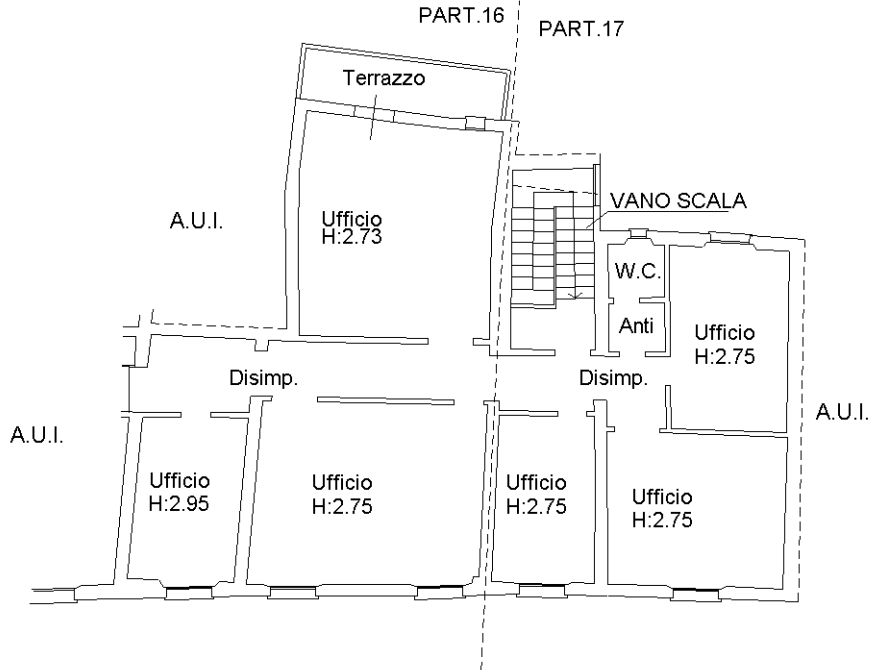 PART.16
PART.17
Terrazzo
VANO SCALA
A.U.I.
Ufficio
H:2.73
W.C.
Anti
Ufficio
H:2.75
Disimp.
Disimp.
A.U.I.
A.U.I.
Ufficio
H:2.95
Ufficio
H:2.75
Ufficio
H:2.75
Ufficio
H:2.75